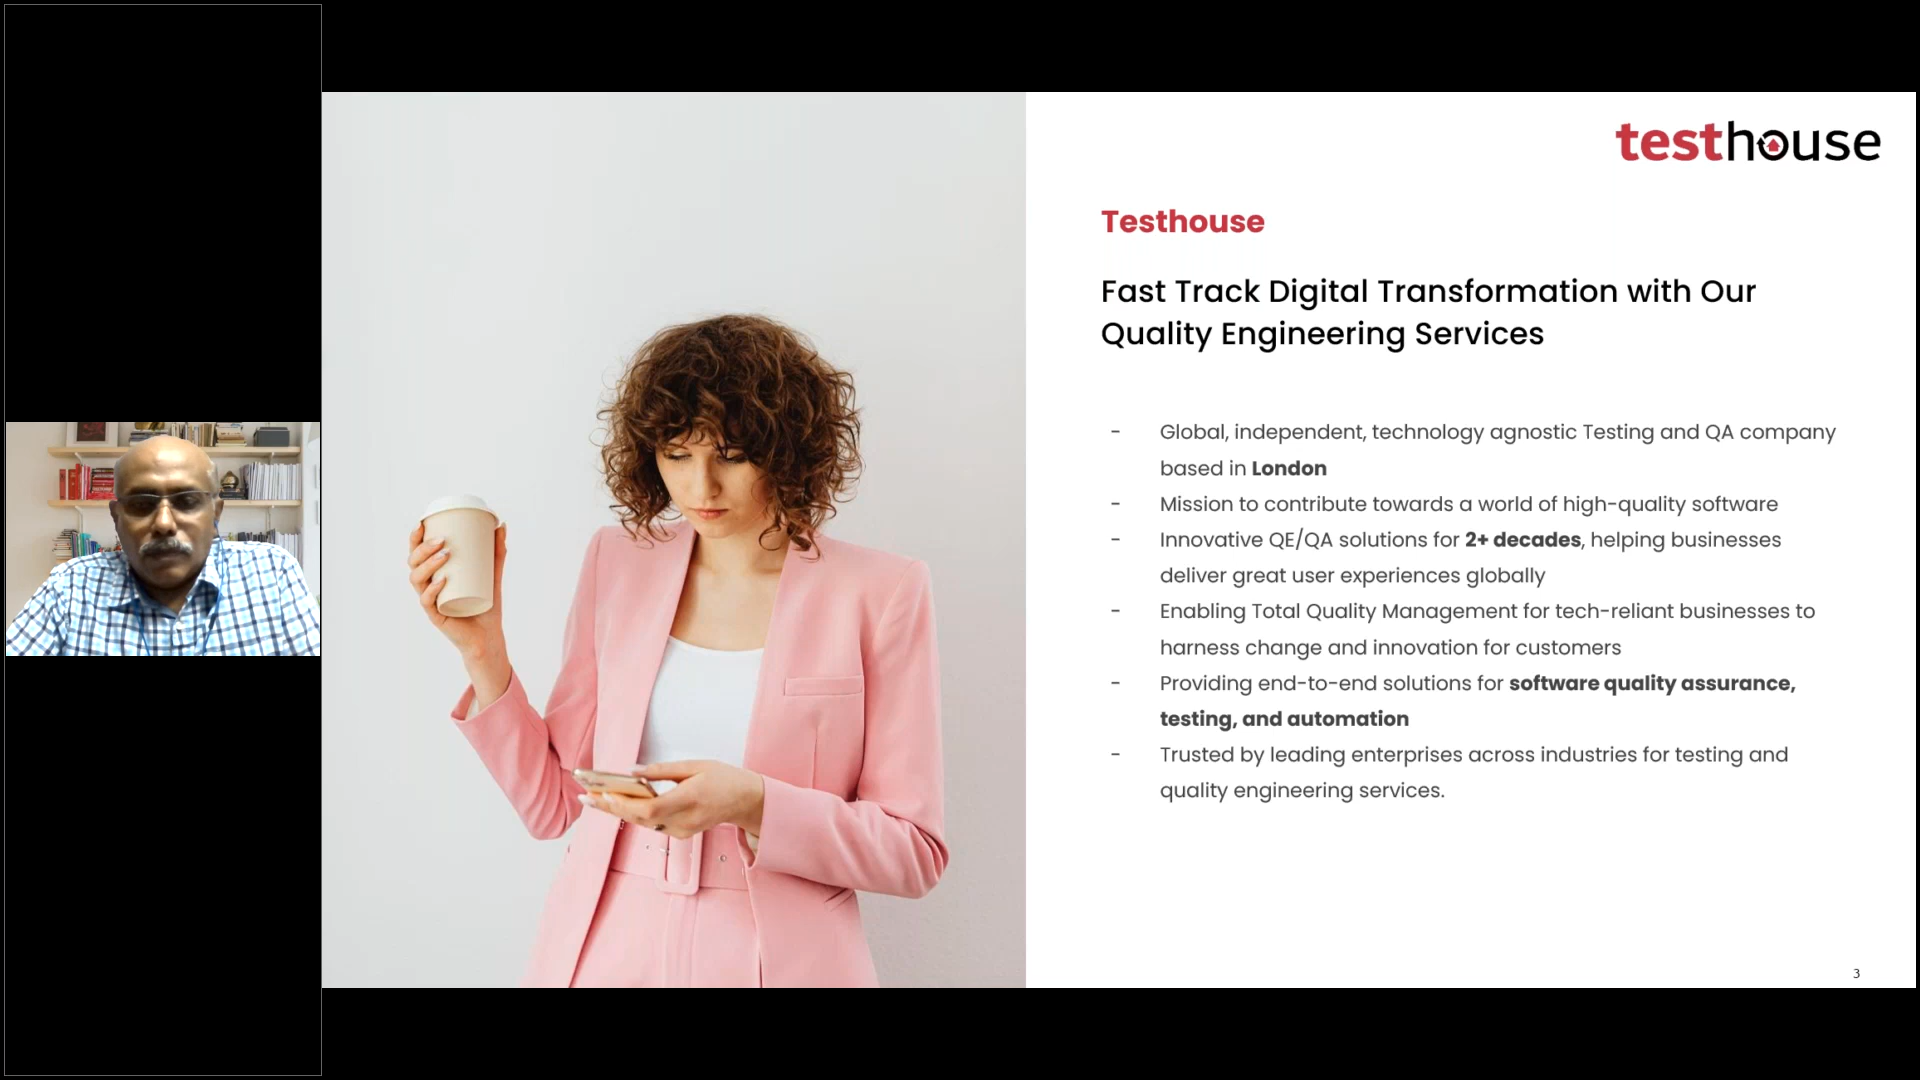 testhouse
Testhouse
Fast Track Digital Transformation with Our
Quality Engineering Services
- Global, independent, technology agnostic Testing and QA company
based in London
- Mission to contribute towards a world of high-quality software
- Innovative QE/QA solutions for 2+ decades, helping businesses
deliver great user experiences globally
- Enabling Total Quality Management for tech-reliant businesses to
harness change and innovation for customers
- Providing end-to-end solutions for software quality assurance,
testing, and automation
- Trusted by leading enterprises across industries for testing and
quality engineering services.
3